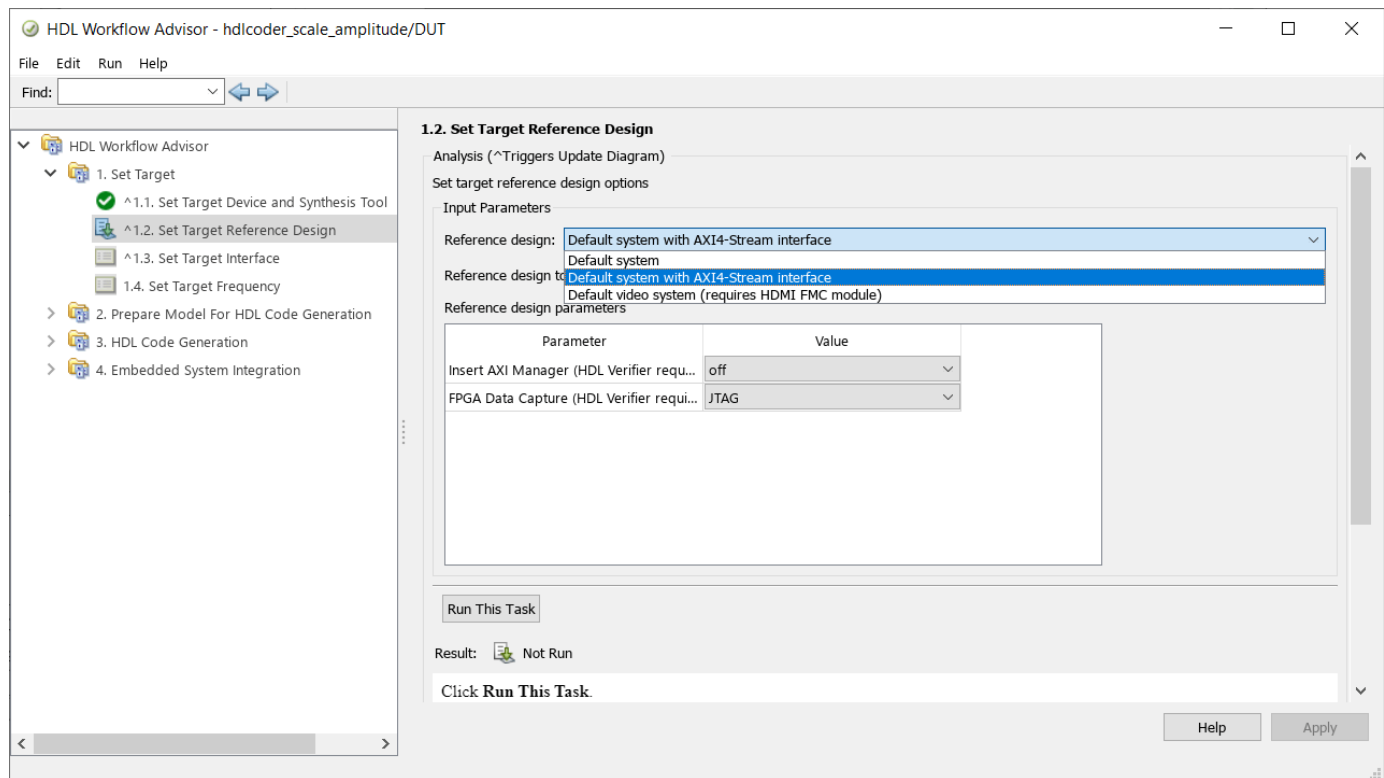 HDL Workflow Advisor - hdlcoder_scale_amplitude/DUT
File Edit Run Help
Find:
HDL Workflow Advisor
1. Set Target
^1.1. Set Target Device and Synthesis Tool
^1.2. Set Target Reference Design
^1.3. Set Target Interface
1.4. Set Target Frequency
2. Prepare Model For HDL Code Generation
3. HDL Code Generation
4. Embedded System Integration
1.2. Set Target Reference Design
Analysis (^Triggers Update Diagram)
Set target reference design options
Input Parameters
Reference design: Default system with AXI4-Stream interface
Default system
Reference design to
Default system with AXI4-Stream interface
Default video system (requires HDMI FMC module)
Reference design parameters
Parameter Value
Insert AXI Manager (HDL Verifier requ... off
FPGA Data Capture (HDL Verifier requi... JTAG
Run This Task
Result: Not Run
Click Run This Task.
Help Apply